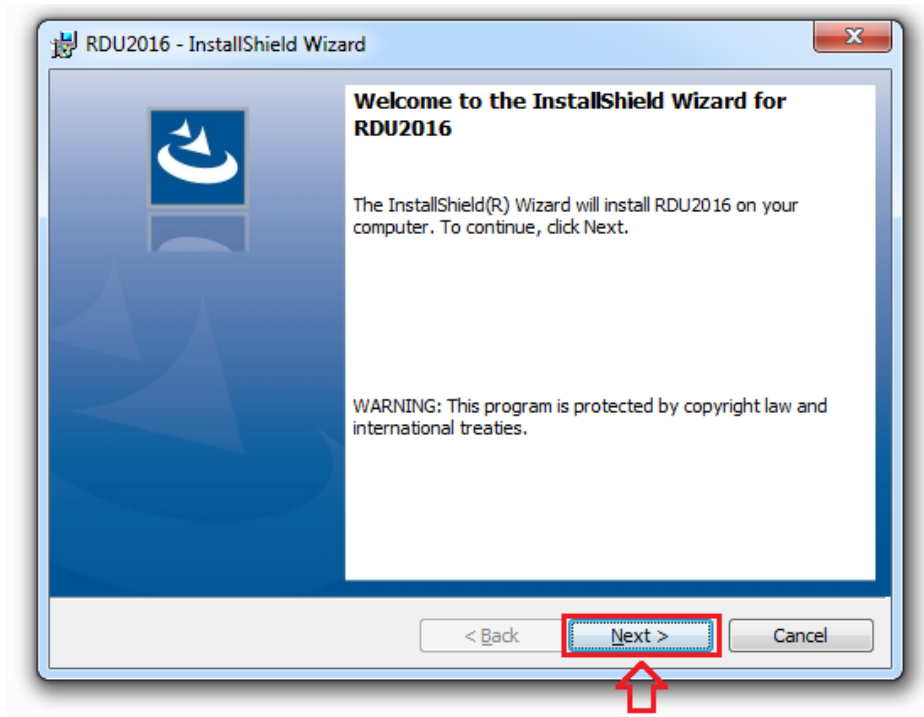 RDU2016 - InstallShield Wizard
x
Welcome to the InstallShield Wizard for
RDU2016
The InstallShield(R) Wizard will install RDU2016 on your
computer. To continue, click Next.
WARNING: This program is protected by copyright law and
international treaties.
< Back Next > Cancel